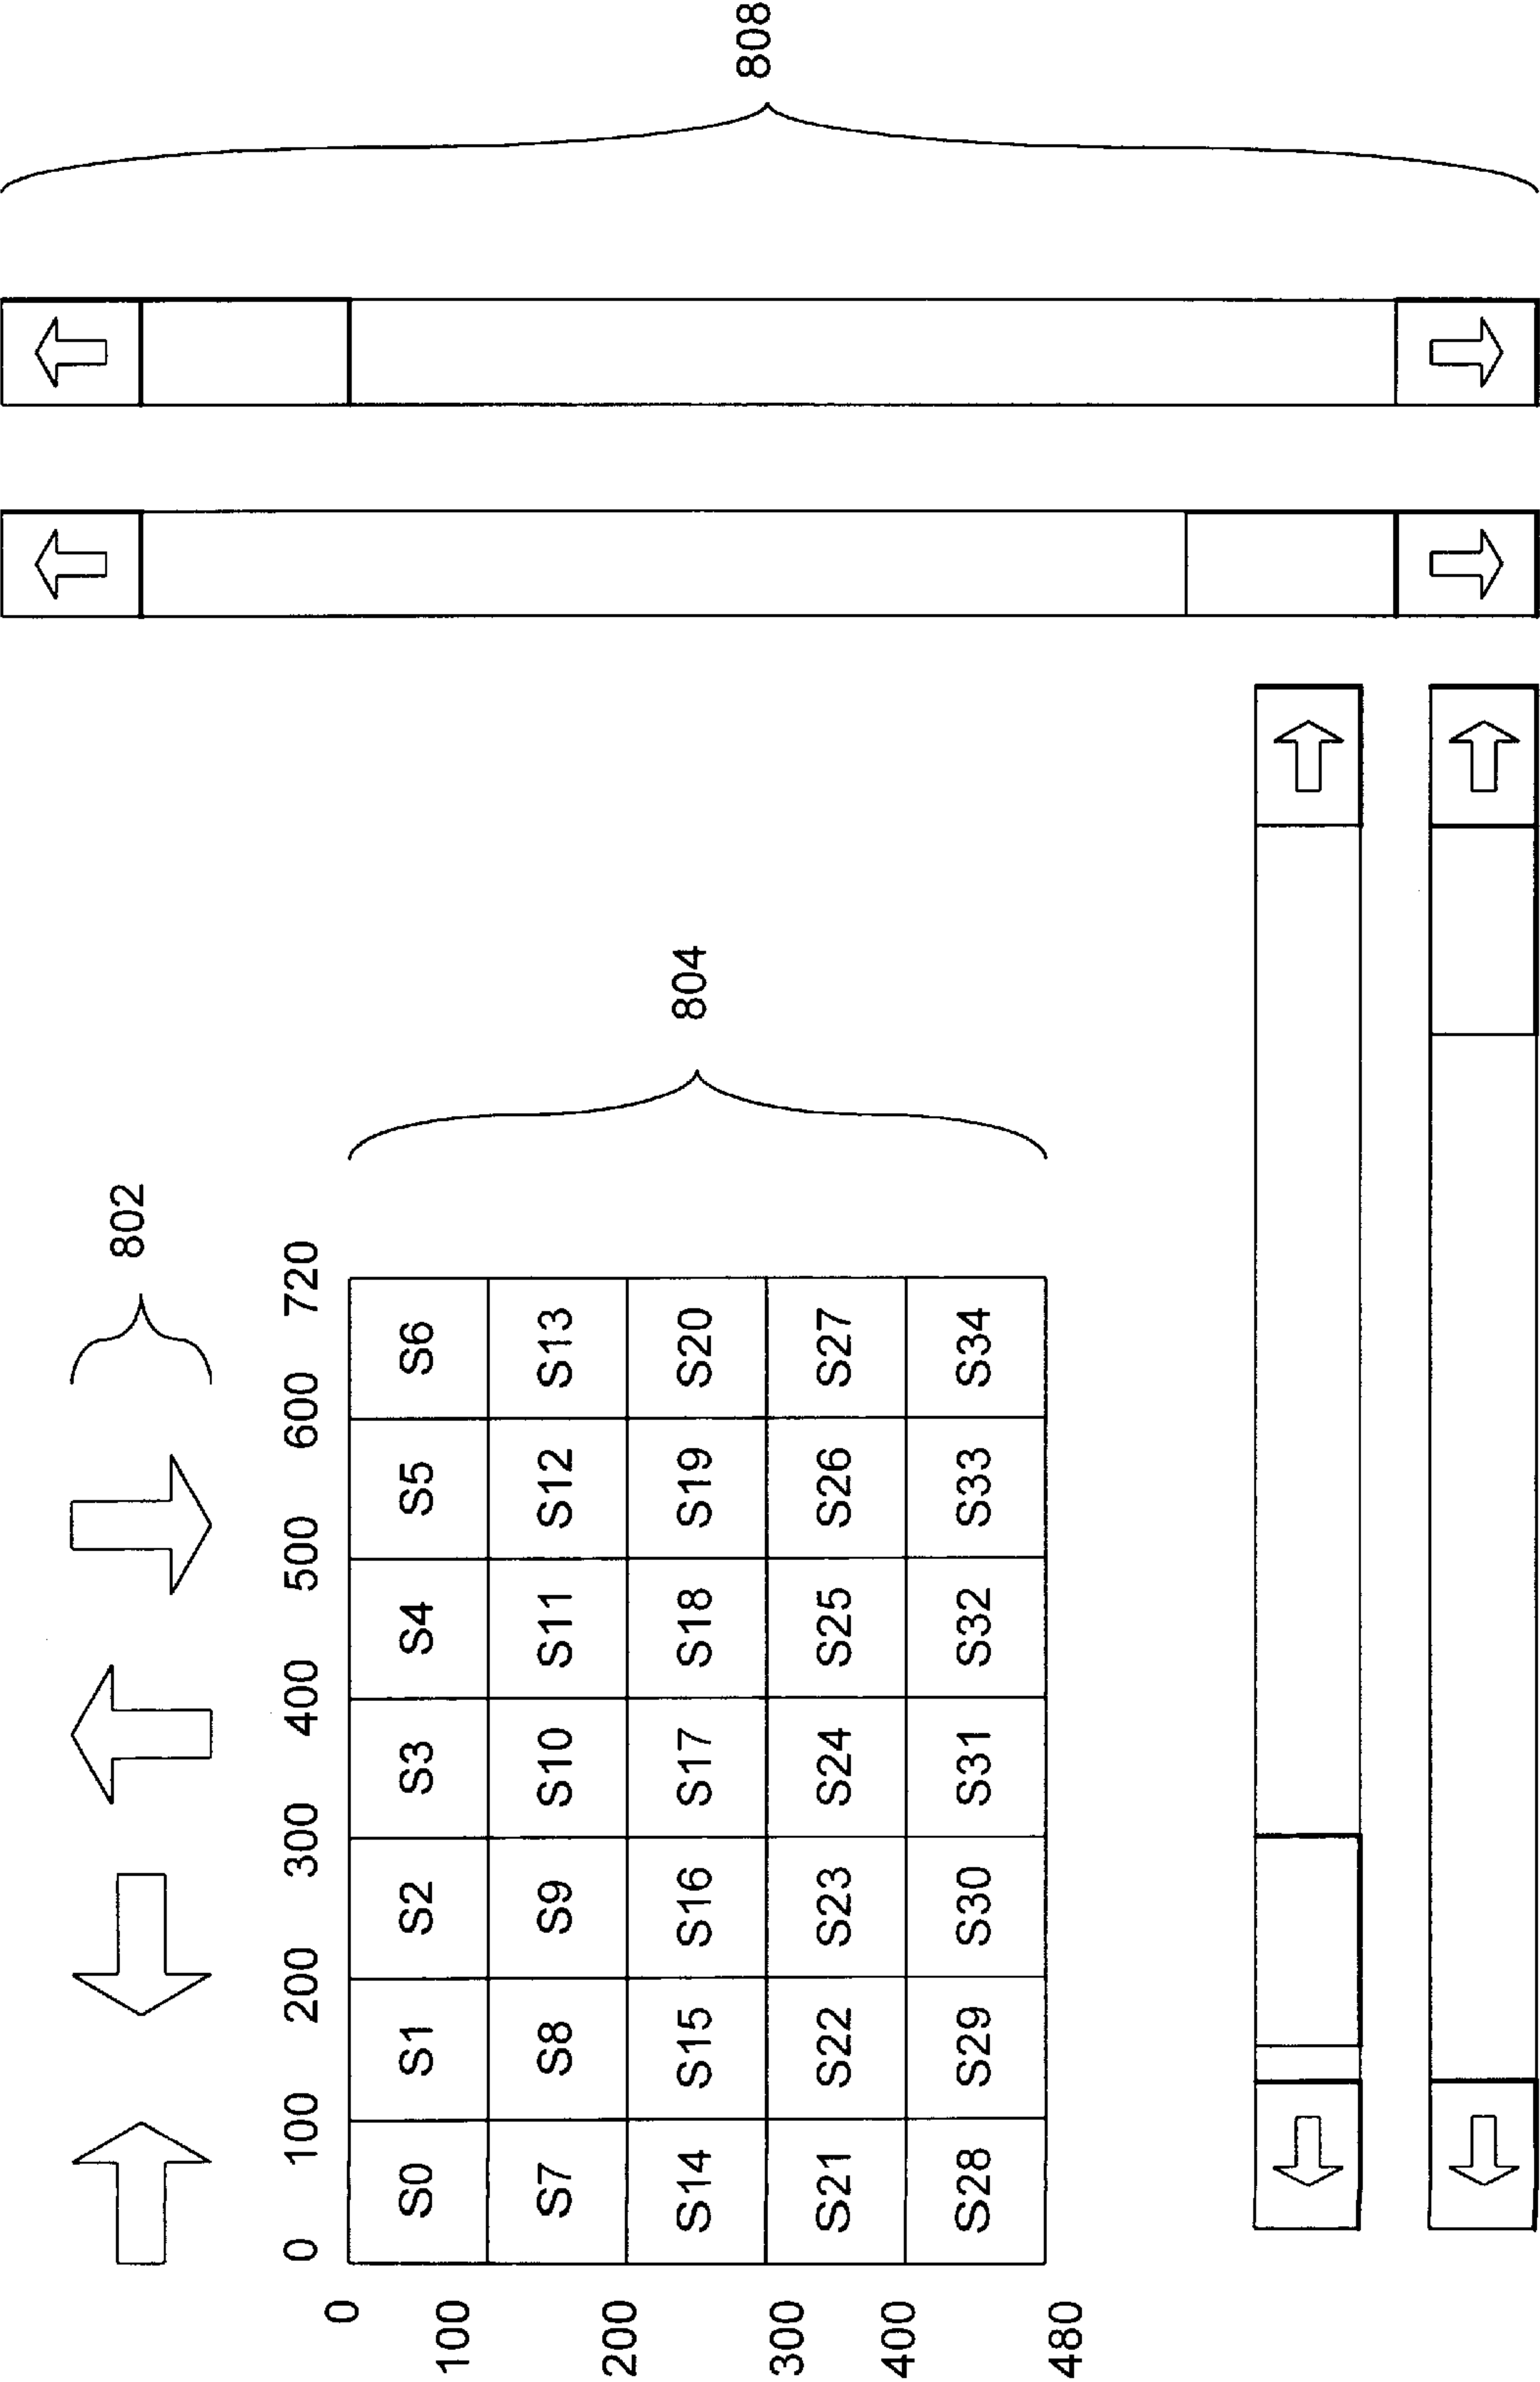 802
0 100 200 300 400 500 600 720
0
S0 S1 S2 S3 S4 S5 S6
100
S7 S8 S9 S10 S11 S12 S13
200
S14 S15 S16 S17 S18 S19 S20
804
808
300
S21 S22 S23 S24 S25 S26 S27
400
S28 S29 S30 S31 S32 S33 S34
480